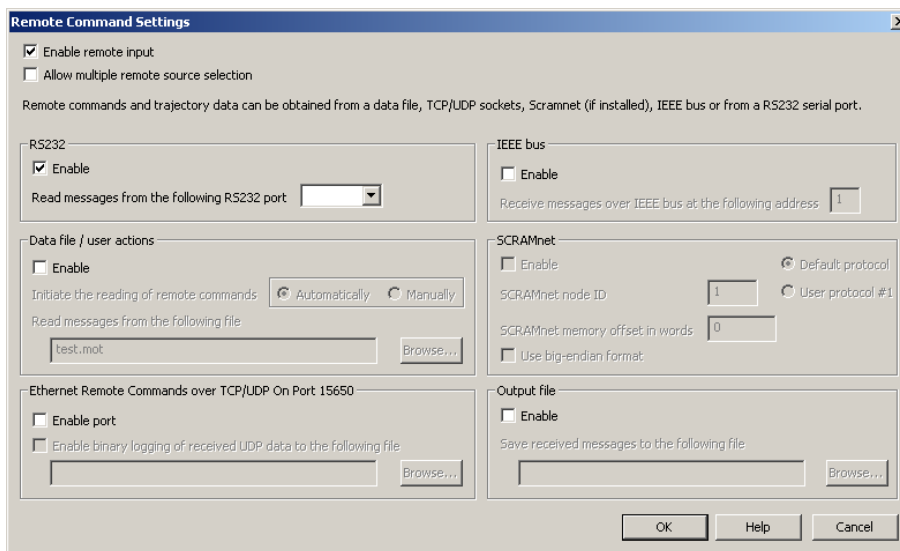 Remote Command Settings
Enable remote input
Allow multiple remote source selection
Remote commands and trajectory data can be obtained from a data file, TCP/UDP sockets, Scramnet (if installed), IEEE bus or from a RS232 serial port.
RS232
Enable
Read messages from the following RS232 port
IEEE bus
Enable
Receive messages over IEEE bus at the following address 1
Data file / user actions
Enable
Initiate the reading of remote commands Automatically Manually
Read messages from the following file
test.mot Browse...
SCRAMnet
Enable Default protocol
SCRAMnet node ID 1 User protocol #1
SCRAMnet memory offset in words 0
Use big-endian format
Ethernet Remote Commands over TCP/UDP On Port 15650
Enable port
Enable binary logging of received UDP data to the following file
Browse...
Output file
Enable
Save received messages to the following file
Browse...
OK Help Cancel